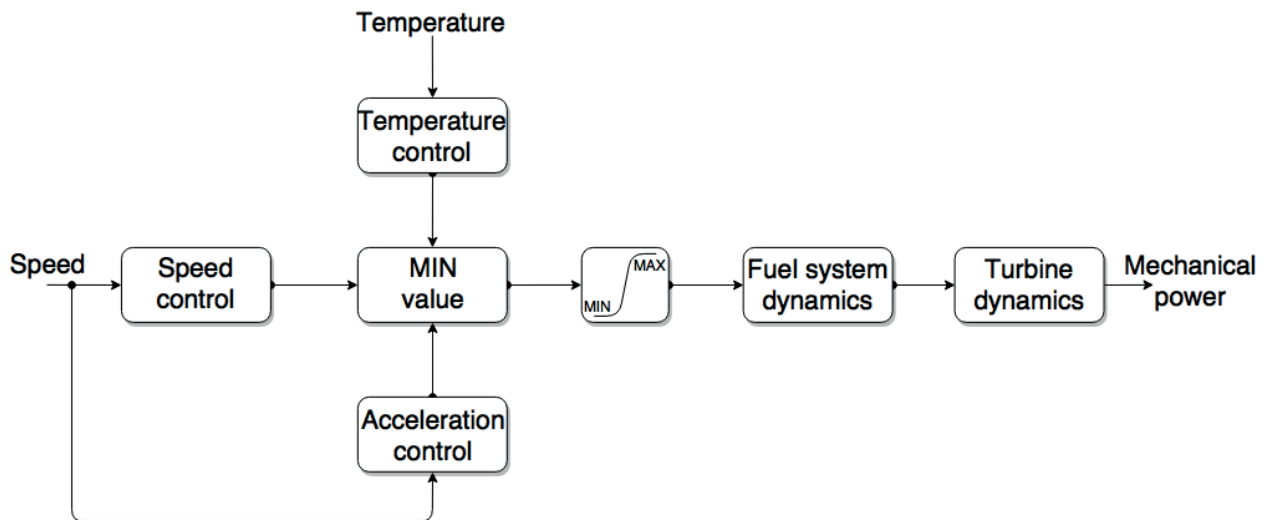 Temperature
Temperature
control
Speed
Speed
control
MIN
value
MAX
MIN
Fuel system
dynamics
Turbine
dynamics
Mechanical
power
Acceleration
control